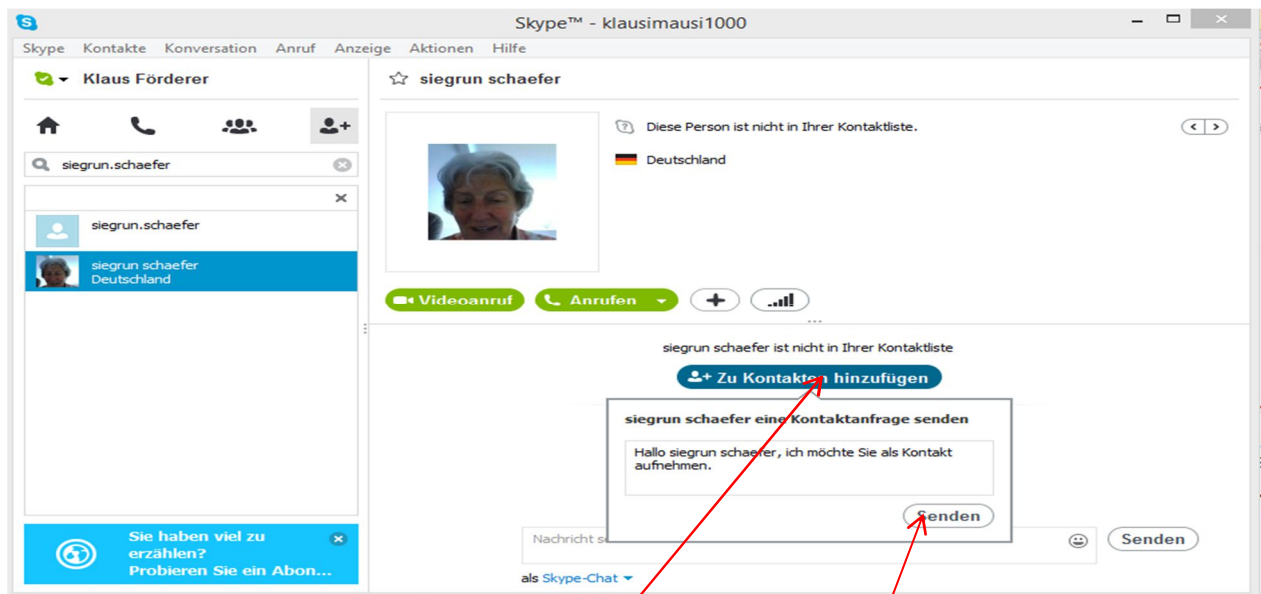 Skype™ - klausimausi1000
Skype Kontakte Konversation Anruf Anzeige Aktionen Hilfe
Klaus Förderer
siegrun.schaefer
siegrun.schaefer
siegrun schaefer
Deutschland
Sie haben viel zu
erzählen?
Probieren Sie ein Abon...
siegrun schaefer
Diese Person ist nicht in Ihrer Kontaktliste.
Deutschland
Videoanruf Anrufen
siegrun schaefer ist nicht in Ihrer Kontaktliste
Zu Kontakten hinzufügen
siegrun schaefer eine Kontaktanfrage senden
Hallo siegrun schaefer, ich möchte Sie als Kontakt
aufnehmen.
Senden
Nachricht Senden
als Skype-Chat